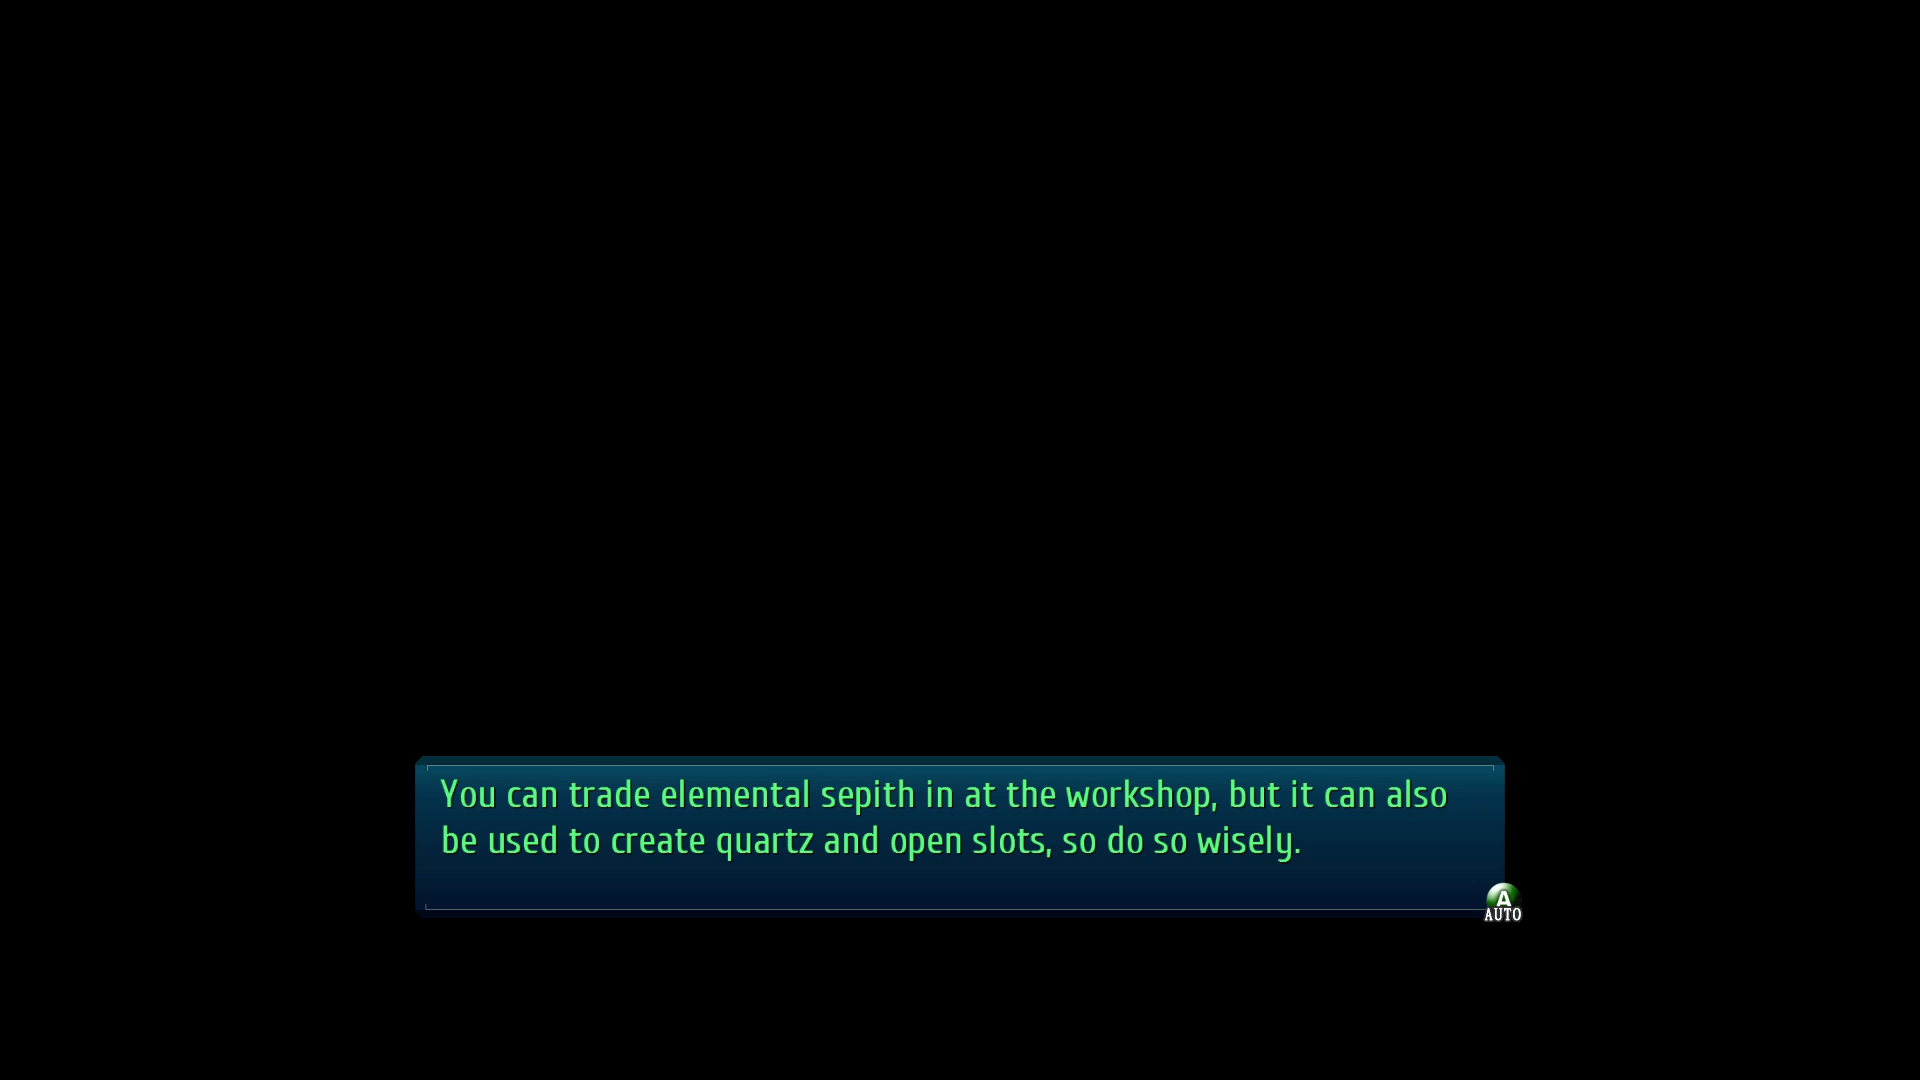 You can trade elemental sepith in at the workshop, but it can also
be used to create quartz and open slots, so do so wisely.
A
AUTO